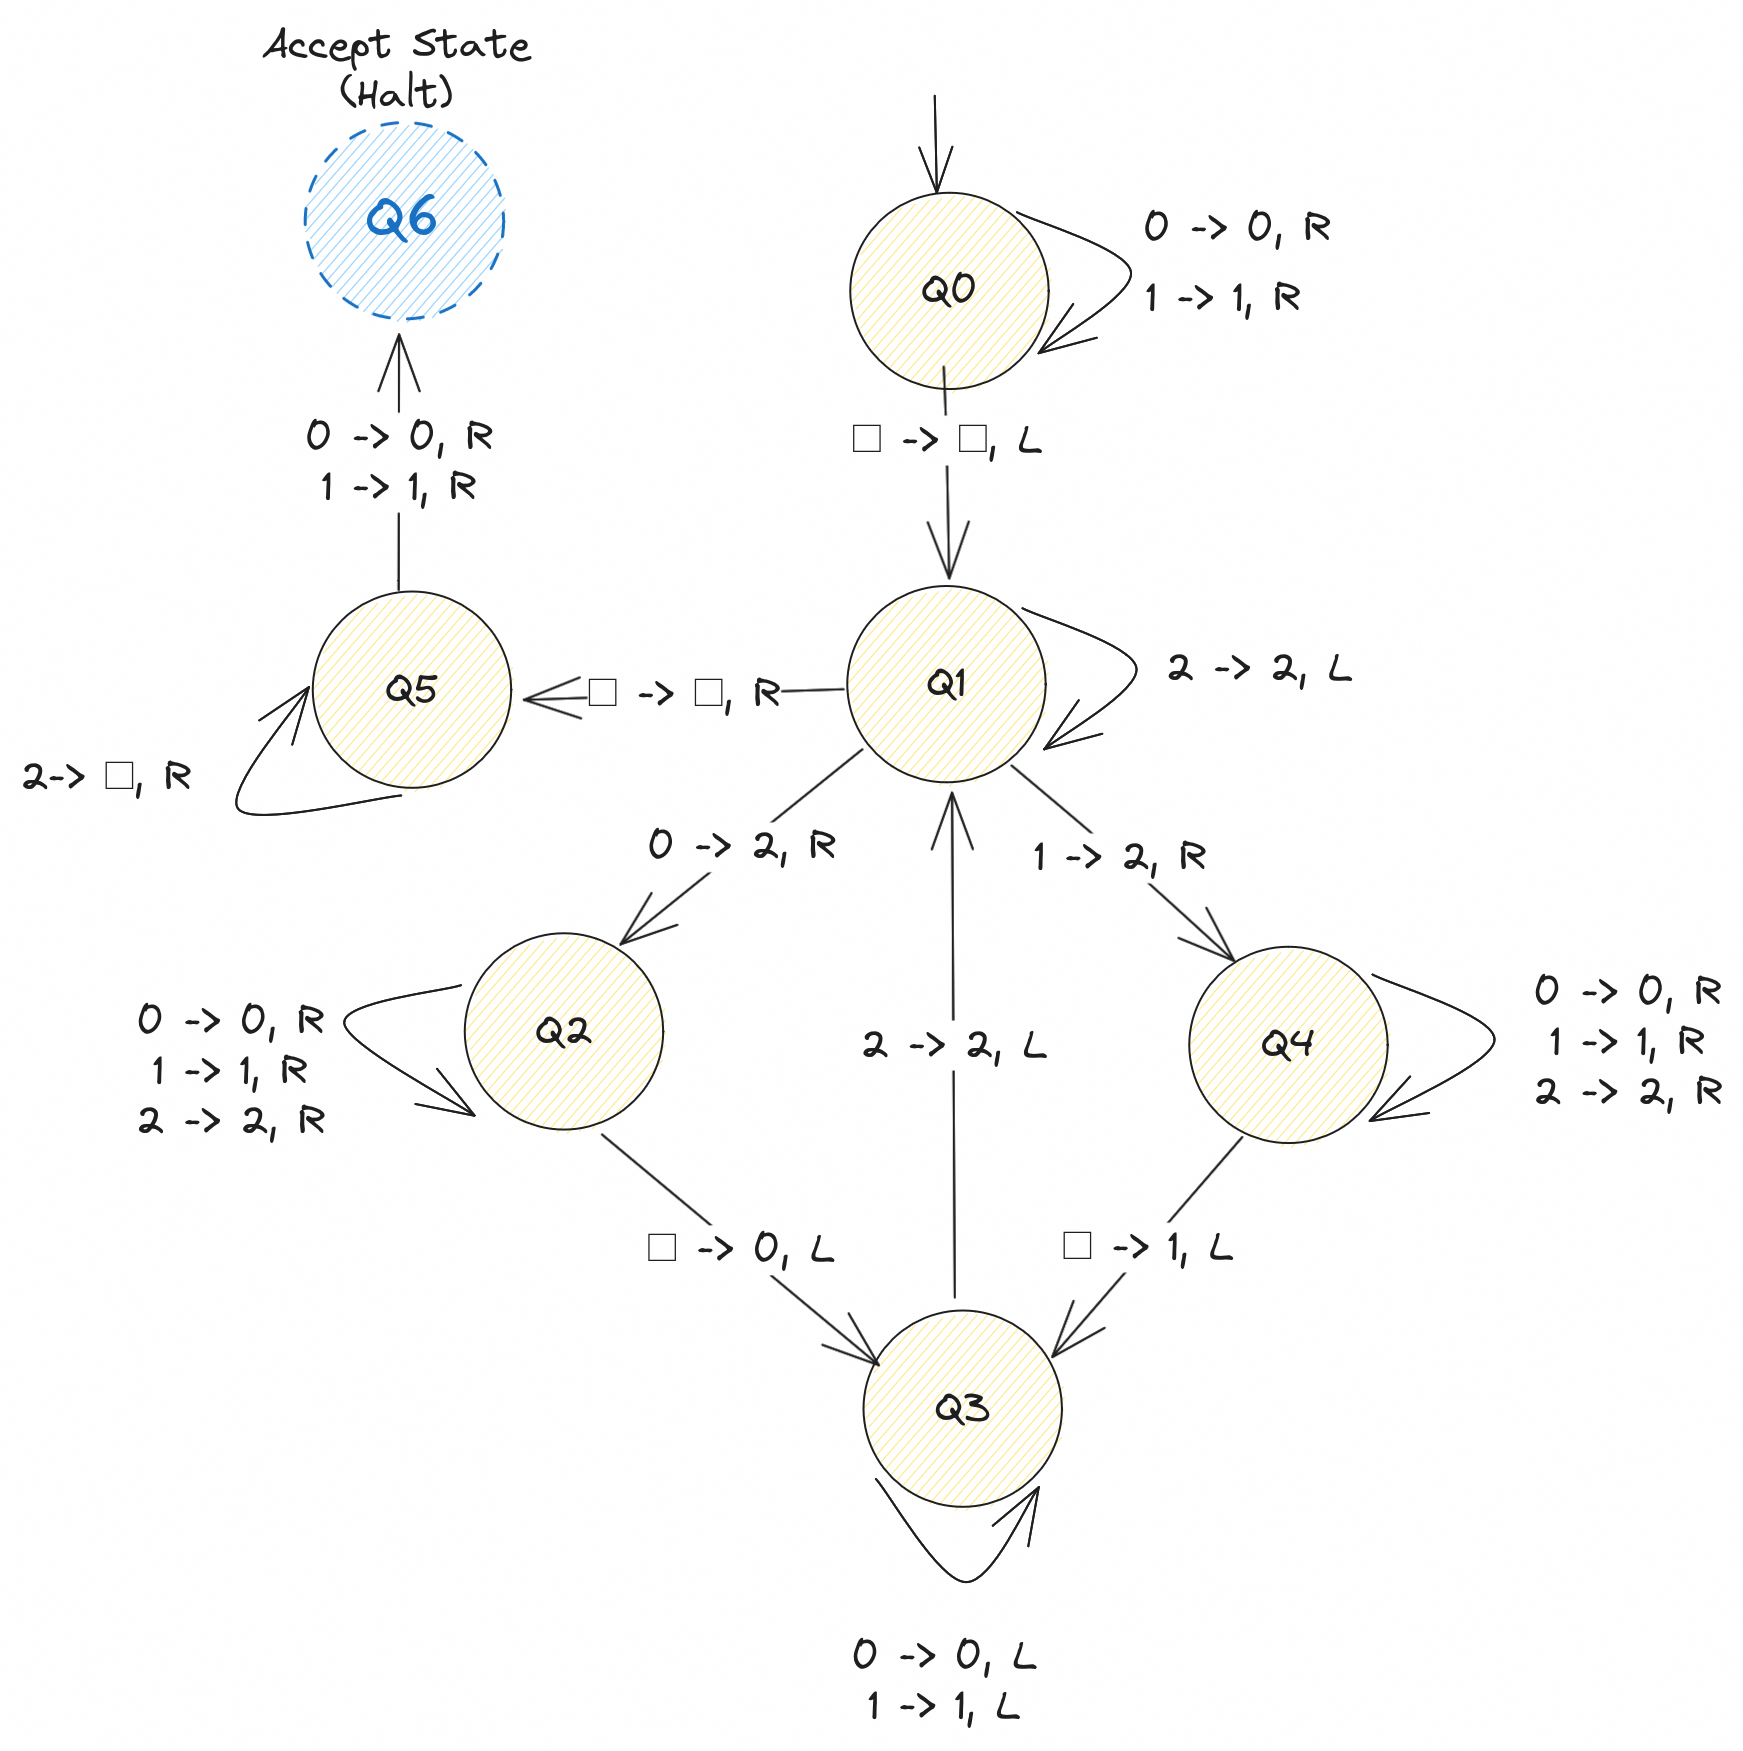 Accept State
(Halt)
Q6
Q0
0 -> 0, R
1 -> 1, R
□ -> □, L
0 -> 0, R
1 -> 1, R
Q5
□ -> □, R
Q1
2 -> 2, L
2-> □, R
0 -> 2, R
1 -> 2, R
0 -> 0, R
1 -> 1, R
2 -> 2, R
Q2
2 -> 2, L
Q4
0 -> 0, R
1 -> 1, R
2 -> 2, R
□ -> 0, L
□ -> 1, L
Q3
0 -> 0, L
1 -> 1, L